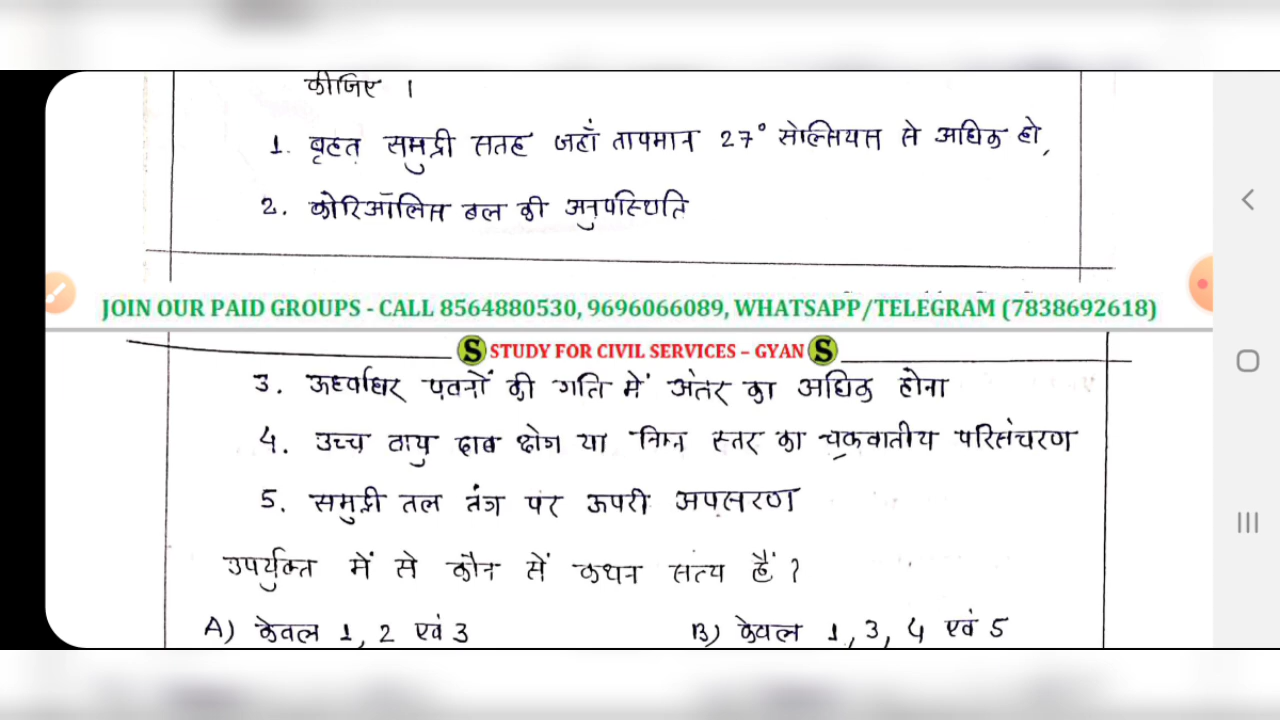 कीजिए ।
1. बृहत समुद्री सतह जहाँ तापमान 27° सेल्सियस से अधिक हो,
2. कोरिऑलिस बल की अनुपस्थिति
JOIN OUR PAID GROUPS - CALL 8564880530, 9696066089, WHATSAPP/TELEGRAM (7838692618)
S STUDY FOR CIVIL SERVICES – GYAN S
3. ऊर्ध्वाधर पवनों की गति में अंतर का अधिक होना
4. उच्च वायु दाब क्षेत्र या निम्न स्तर का चक्रवातीय परिसंचरण
5. समुद्री तल तंत्र पर ऊपरी अपसरण
उपर्युक्त में से कौन सें कथन सत्य हैं ?
A) केवल 1, 2 एवं 3
B) केवल 1, 3, 4 एवं 5